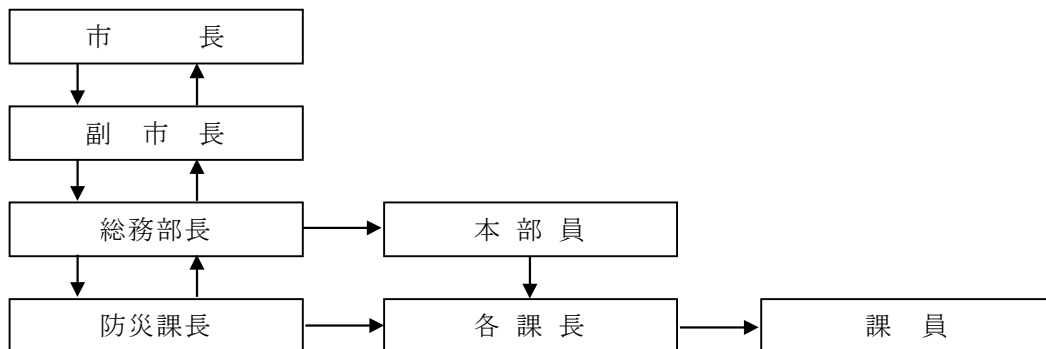 市 長
副 市 長
総務部長 本 部 員
防災課長 各 課 長 課 員